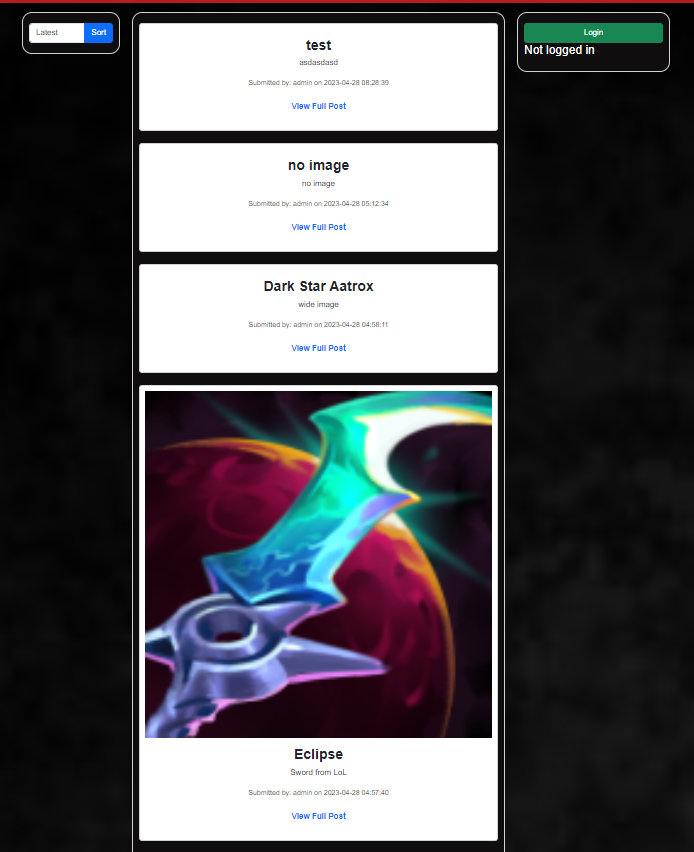 Latest
Sort
test
asdasdasd
Submitted by: admin on 2023-04-28 08:28:39
View Full Post
no image
no image
Submitted by: admin on 2023-04-28 05:12:34
View Full Post
Dark Star Aatrox
wide image
Submitted by: admin on 2023-04-28 04:58:11
View Full Post
Eclipse
Sword from LoL
Submitted by: admin on 2023-04-28 04:57:40
View Full Post
Login
Not logged in